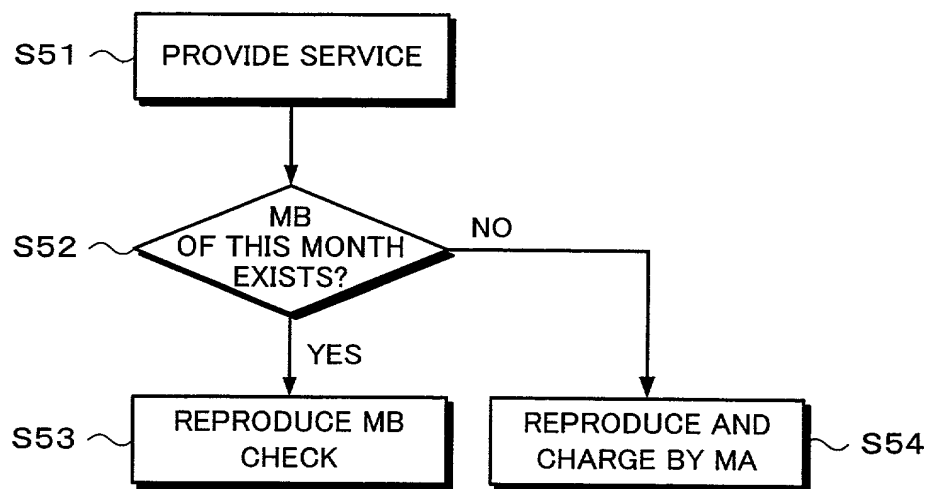 S51
PROVIDE SERVICE
S52
MB
OF THIS MONTH
EXISTS?
NO
YES
S53
REPRODUCE MB
CHECK
REPRODUCE AND
CHARGE BY MA
S54